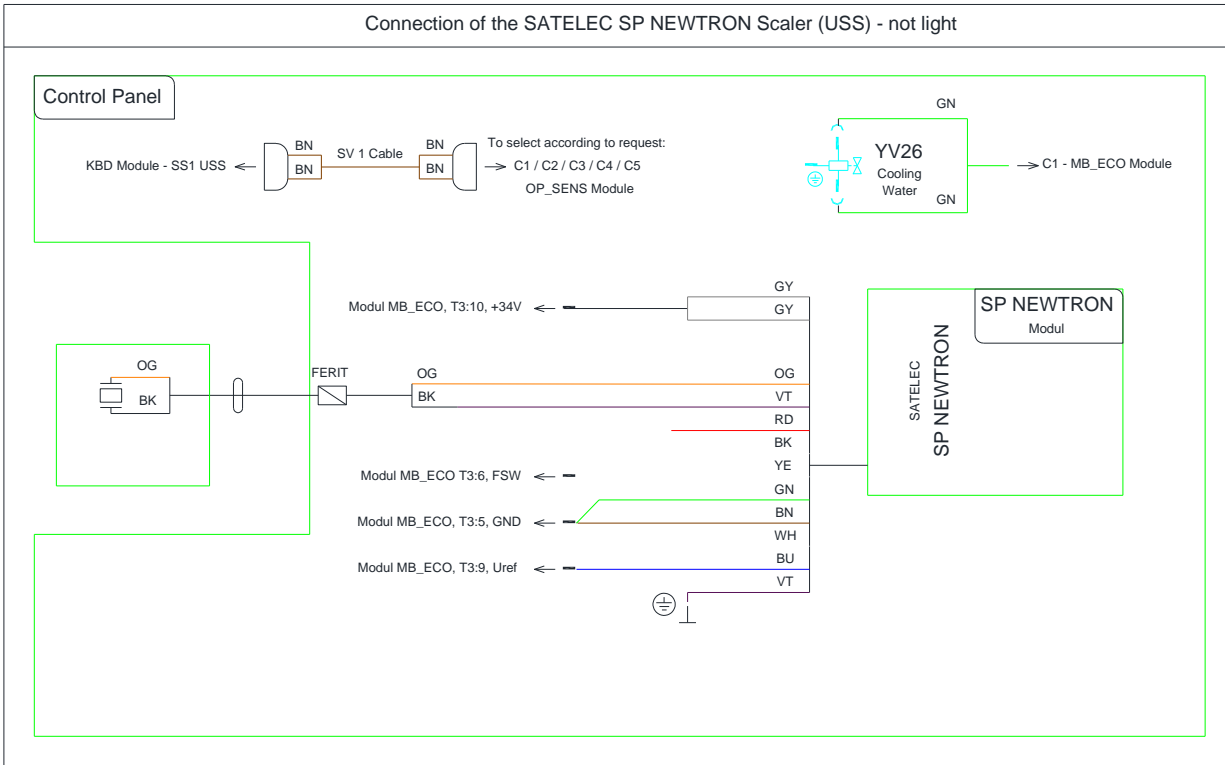 Connection of the SATELEC SP NEWTRON Scaler (USS) - not light
Control Panel
KBD Module - SS1 USS
BN
BN
SV 1 Cable
BN
BN
To select according to request:
C1 / C2 / C3 / C4 / C5
OP_SENS Module
GN
YV26
Cooling
Water
GN
C1 - MB_ECO Module
Modul MB_ECO, T3:10, +34V
GY
GY
SP NEWTRON
Modul
SATELEC
SP NEWTRON
OG
BK
FERIT
OG
BK
OG
VT
RD
BK
YE
Modul MB_ECO T3:6, FSW
GN
Modul MB_ECO, T3:5, GND
BN
WH
Modul MB_ECO, T3:9, Uref
BU
VT